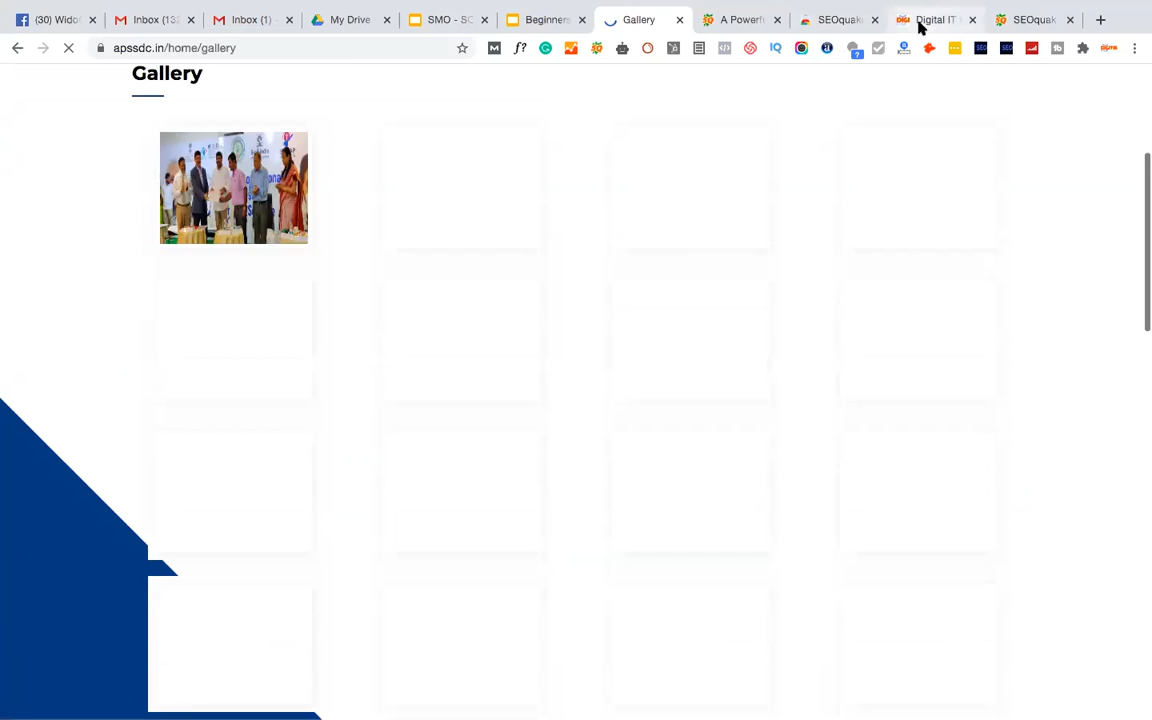 (30) Wido
Inbox (13
Inbox (1) -
My Drive
SMO - SC
Beginners
Gallery
A Powerfu
SEOquake
Digital IT
SEOquak
apssdc.in/home/gallery
Gallery